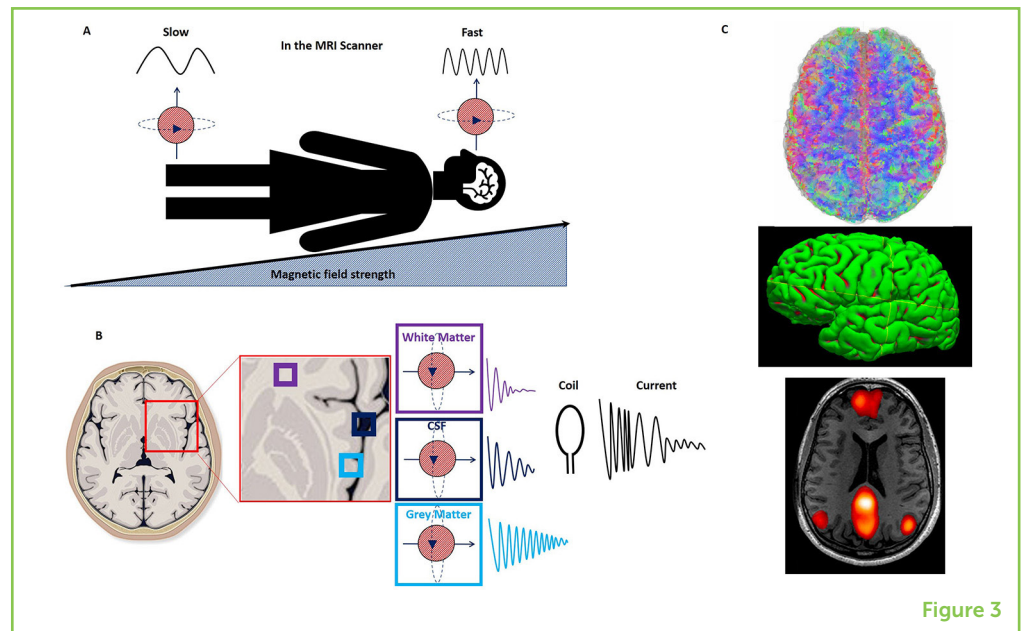 A
Slow
In the MRI Scanner
Fast
Magnetic field strength
B
White Matter
CSF
Grey Matter
Coil
Current
C
Figure 3